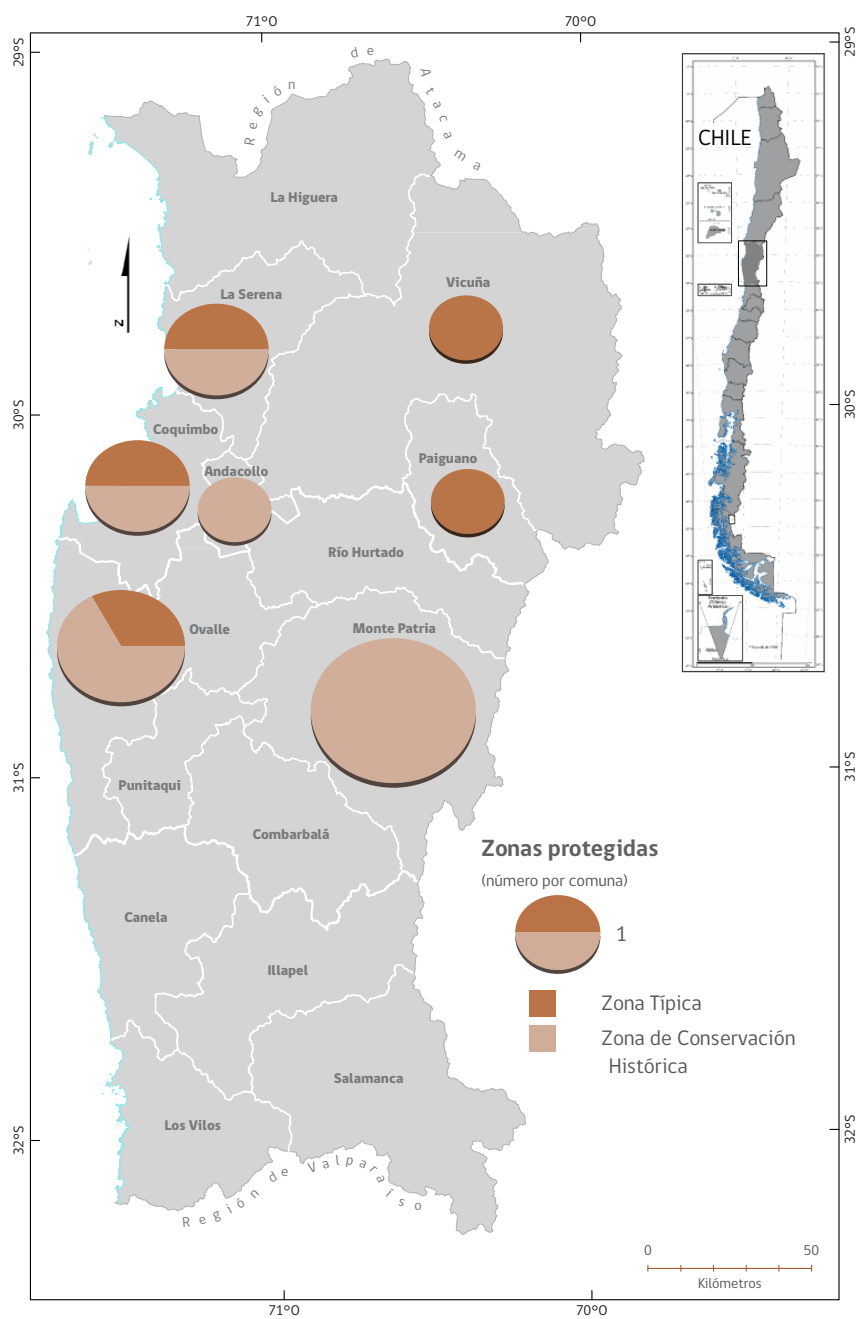 71°O
70°O
29°S
29°S
Región de Atacama
CHILE
La Higuera
Vicuña
La Serena
N
30°S
30°S
Coquimbo
Paiguano
Andacollo
Río Hurtado
Ovalle
Monte Patria
31°S
31°S
Punitaqui
Combarbalá
Zonas protegidas
(número por comuna)
1
Canela
Illapel
Zona Típica
Zona de Conservación
Histórica
Salamanca
Los Vilos
32°S
32°S
Región de Valparaíso
0
50
Kilómetros
71°O
70°O